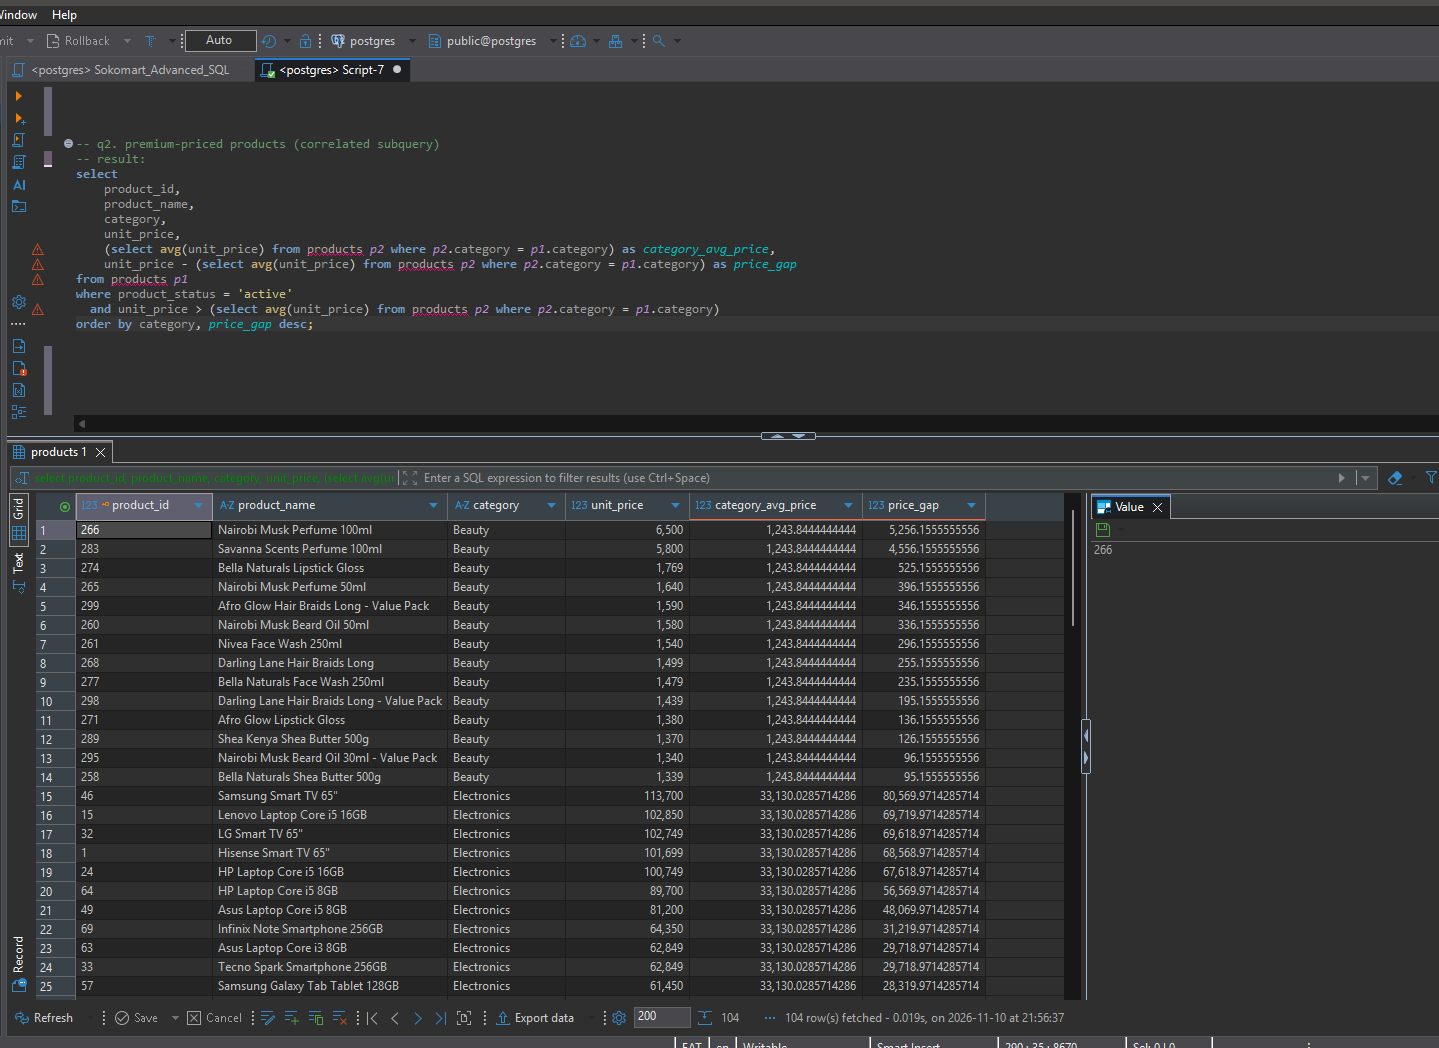 Window Help
mit Rollback Auto postgres public@postgres
<postgres> Sokomart_Advanced_SQL <postgres> Script-7
-- q2. premium-priced products (correlated subquery)
-- result:
select
product_id,
product_name,
category,
unit_price,
(select avg(unit_price) from products p2 where p2.category = p1.category) as category_avg_price,
unit_price - (select avg(unit_price) from products p2 where p2.category = p1.category) as price_gap
from products p1
where product_status = 'active'
and unit_price > (select avg(unit_price) from products p2 where p2.category = p1.category)
order by category, price_gap desc;
AI
products 1
select product_id, product_name, category, unit_price, (select avg(un Enter a SQL expression to filter results (use Ctrl+Space)
Grid
Text
Record
123 product_id A-Z product_name A-Z category 123 unit_price 123 category_avg_price 123 price_gap
1 266 Nairobi Musk Perfume 100ml Beauty 6,500 1,243.8444444444 5,256.1555555556
2 283 Savanna Scents Perfume 100ml Beauty 5,800 1,243.8444444444 4,556.1555555556
3 274 Bella Naturals Lipstick Gloss Beauty 1,769 1,243.8444444444 525.1555555556
4 265 Nairobi Musk Perfume 50ml Beauty 1,640 1,243.8444444444 396.1555555556
5 299 Afro Glow Hair Braids Long - Value Pack Beauty 1,590 1,243.8444444444 346.1555555556
6 260 Nairobi Musk Beard Oil 50ml Beauty 1,580 1,243.8444444444 336.1555555556
7 261 Nivea Face Wash 250ml Beauty 1,540 1,243.8444444444 296.1555555556
8 268 Darling Lane Hair Braids Long Beauty 1,499 1,243.8444444444 255.1555555556
9 277 Bella Naturals Face Wash 250ml Beauty 1,479 1,243.8444444444 235.1555555556
10 298 Darling Lane Hair Braids Long - Value Pack Beauty 1,439 1,243.8444444444 195.1555555556
11 271 Afro Glow Lipstick Gloss Beauty 1,380 1,243.8444444444 136.1555555556
12 289 Shea Kenya Shea Butter 500g Beauty 1,370 1,243.8444444444 126.1555555556
13 295 Nairobi Musk Beard Oil 30ml - Value Pack Beauty 1,340 1,243.8444444444 96.1555555556
14 258 Bella Naturals Shea Butter 500g Beauty 1,339 1,243.8444444444 95.1555555556
15 46 Samsung Smart TV 65" Electronics 113,700 33,130.0285714286 80,569.9714285714
16 15 Lenovo Laptop Core i5 16GB Electronics 102,850 33,130.0285714286 69,719.9714285714
17 32 LG Smart TV 65" Electronics 102,749 33,130.0285714286 69,618.9714285714
18 1 Hisense Smart TV 65" Electronics 101,699 33,130.0285714286 68,568.9714285714
19 24 HP Laptop Core i5 16GB Electronics 100,749 33,130.0285714286 67,618.9714285714
20 64 HP Laptop Core i5 8GB Electronics 89,700 33,130.0285714286 56,569.9714285714
21 49 Asus Laptop Core i5 8GB Electronics 81,200 33,130.0285714286 48,069.9714285714
22 69 Infinix Note Smartphone 256GB Electronics 64,350 33,130.0285714286 31,219.9714285714
23 63 Asus Laptop Core i3 8GB Electronics 62,849 33,130.0285714286 29,718.9714285714
24 33 Tecno Spark Smartphone 256GB Electronics 62,849 33,130.0285714286 29,718.9714285714
25 57 Samsung Galaxy Tab Tablet 128GB Electronics 61,450 33,130.0285714286 28,319.9714285714
Value
266
Refresh Save Cancel Export data 200 104 104 row(s) fetched - 0.019s, on 2026-11-10 at 21:56:37
EAT en Writable Smart Insert 290 : 35 : 8670 Sel: 0 | 0